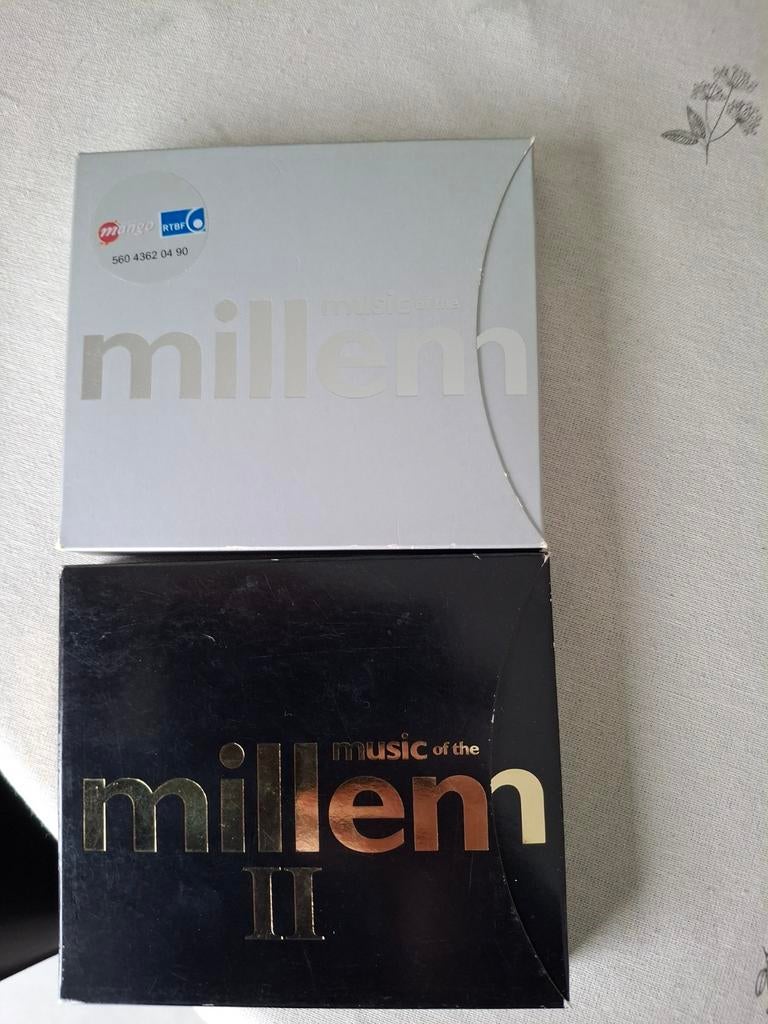 mango RTBF
560 4362 04 90
music of the
millenn
music of the
millenn
II